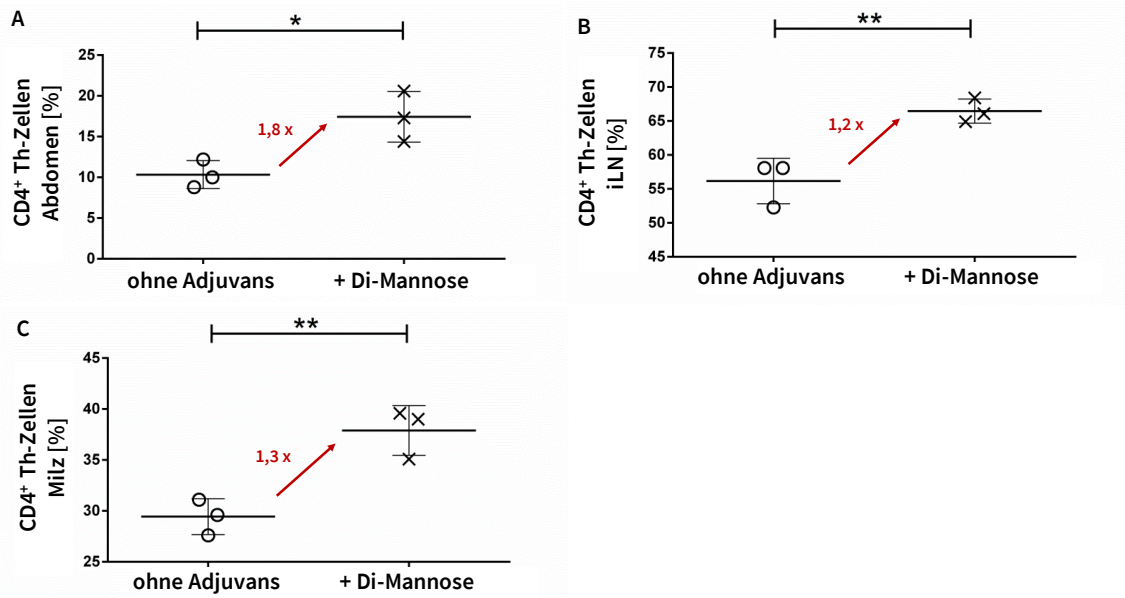 A
*
CD4⁺ Th-Zellen
Abdomen [%]
25
20
15
10
5
0
1,8 x
ohne Adjuvans
+ Di-Mannose
B
**
CD4⁺ Th-Zellen
iLN [%]
75
70
65
60
55
50
45
1,2 x
ohne Adjuvans
+ Di-Mannose
C
**
CD4⁺ Th-Zellen
Milz [%]
45
40
35
30
25
1,3 x
ohne Adjuvans
+ Di-Mannose